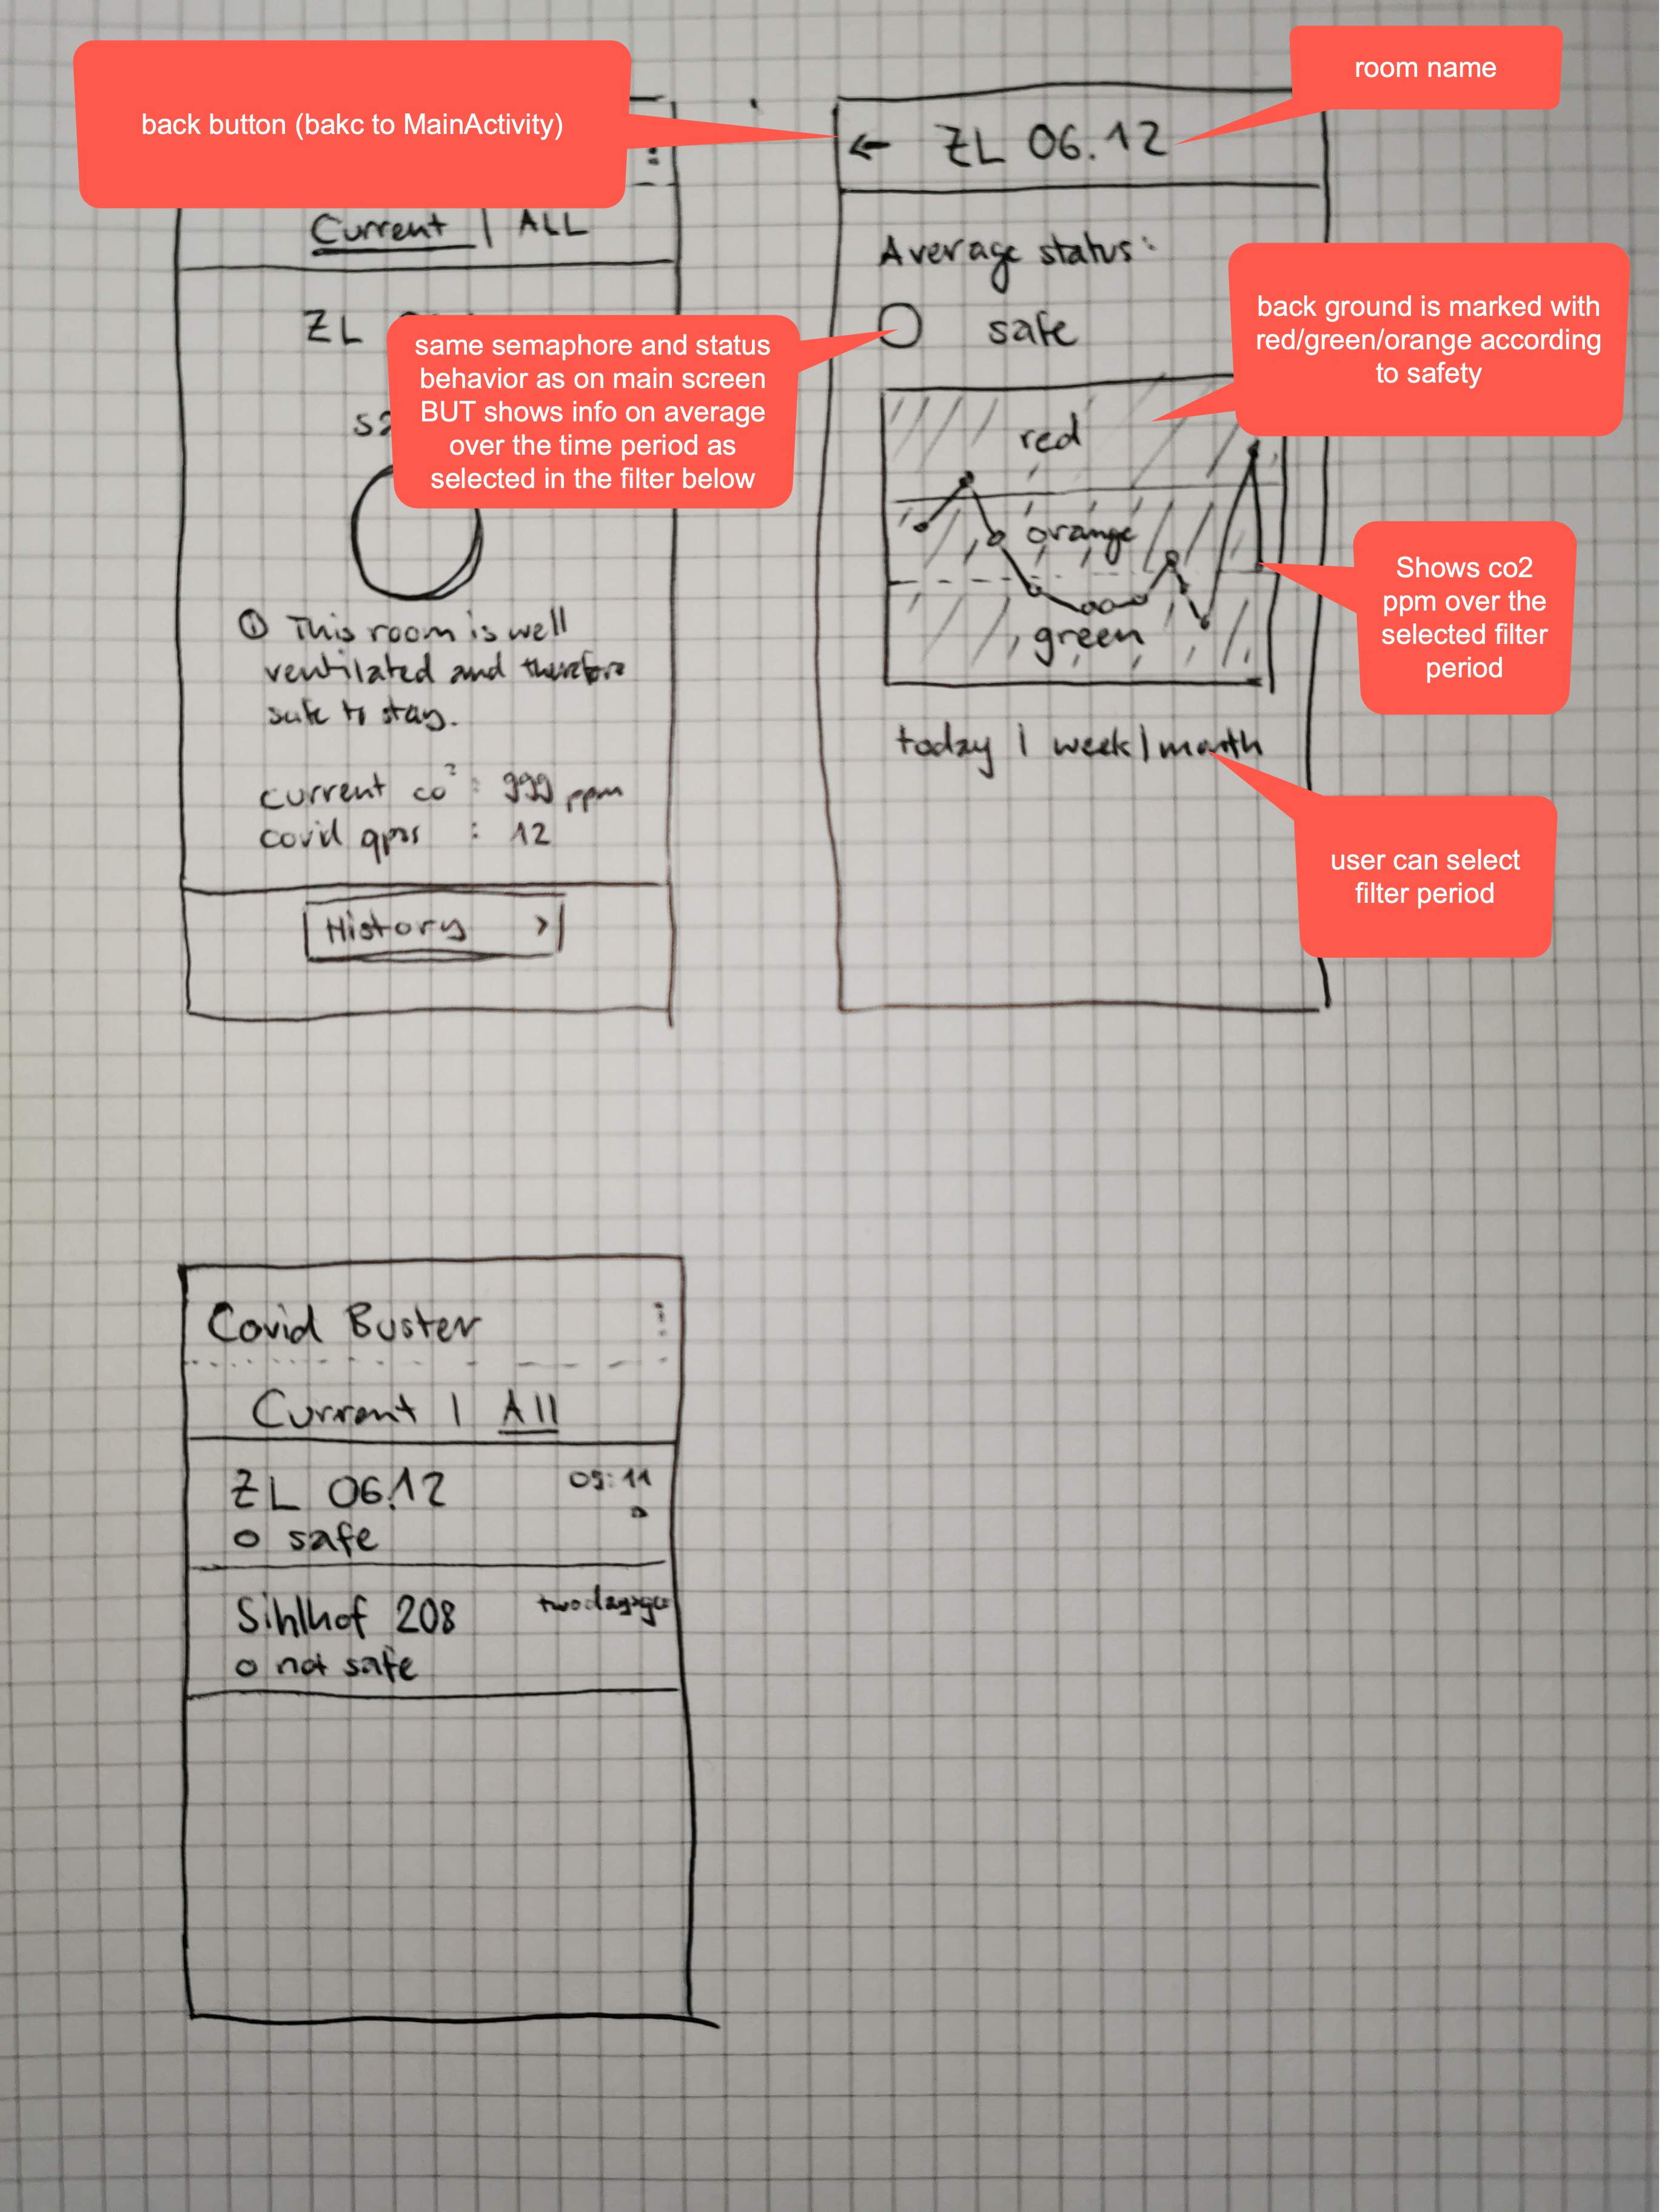 back button (bakc to MainActivity)
room name
← ZL 06.12
Current | ALL
ZL
same semaphore and status
behavior as on main screen
BUT shows info on average
over the time period as
selected in the filter below
This room is well
ventilated and therefore
safe to stay.
current co² : 999 ppm
covid :  12
History >
Average status:
safe
back ground is marked with
red/green/orange according
to safety
red
orange
green
Shows co2
ppm over the
selected filter
period
today | week | month
user can select
filter period
Covid Buster
Current | All
ZL 06.12
09:11
safe
Sihlhof 208
two days ago
not safe